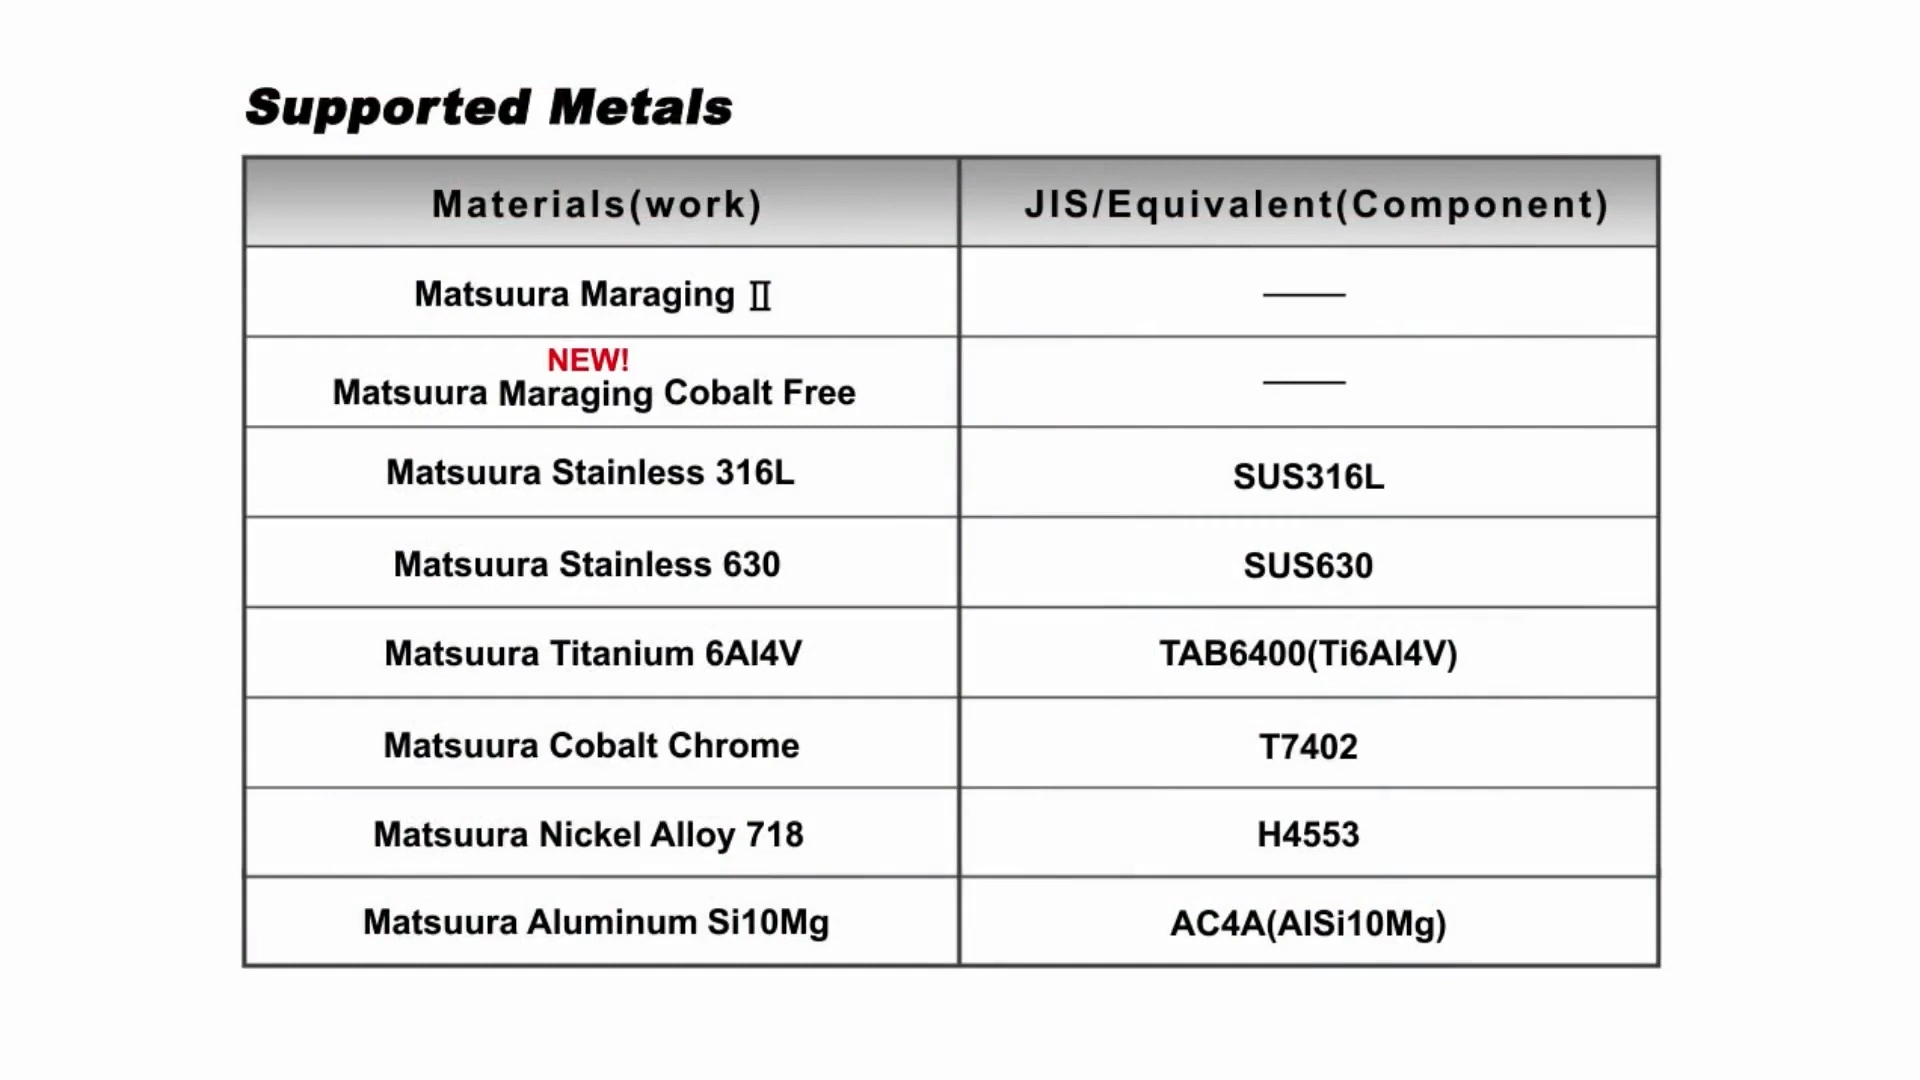 Supported Metals
Materials(work) JIS/Equivalent(Component)
Matsuura Maraging Ⅱ ——
NEW!
Matsuura Maraging Cobalt Free ——
Matsuura Stainless 316L SUS316L
Matsuura Stainless 630 SUS630
Matsuura Titanium 6Al4V TAB6400(Ti6Al4V)
Matsuura Cobalt Chrome T7402
Matsuura Nickel Alloy 718 H4553
Matsuura Aluminum Si10Mg AC4A(AlSi10Mg)